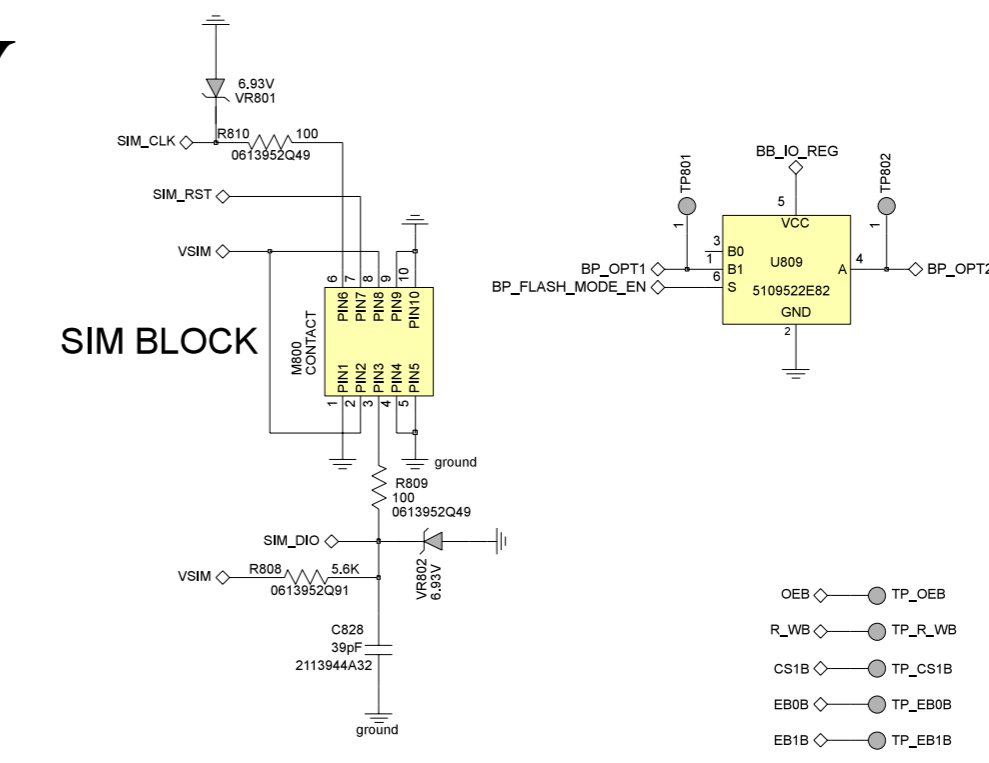 6.93V
VR801
SIM_CLK
R810
100
0613952Q49
SIM_RST
VSIM
6
7
8
9
10
PIN6
PIN7
PIN8
PIN9
PIN10
SIM BLOCK
M800
CONTACT
PIN1
PIN2
PIN3
PIN4
PIN5
1
2
3
4
5
ground
R809
100
0613952Q49
SIM_DIO
VR802
6.93V
VSIM
R808
5.6K
0613952Q91
C828
39pF
2113944A32
ground
BB_IO_REG
TP801
1
TP802
1
5
VCC
3
B0
BP_OPT1
1
B1
U809
A
4
BP_OPT2
BP_FLASH_MODE_EN
6
S
5109522E82
GND
2
OEB
TP_OEB
R_WB
TP_R_WB
CS1B
TP_CS1B
EB0B
TP_EB0B
EB1B
TP_EB1B